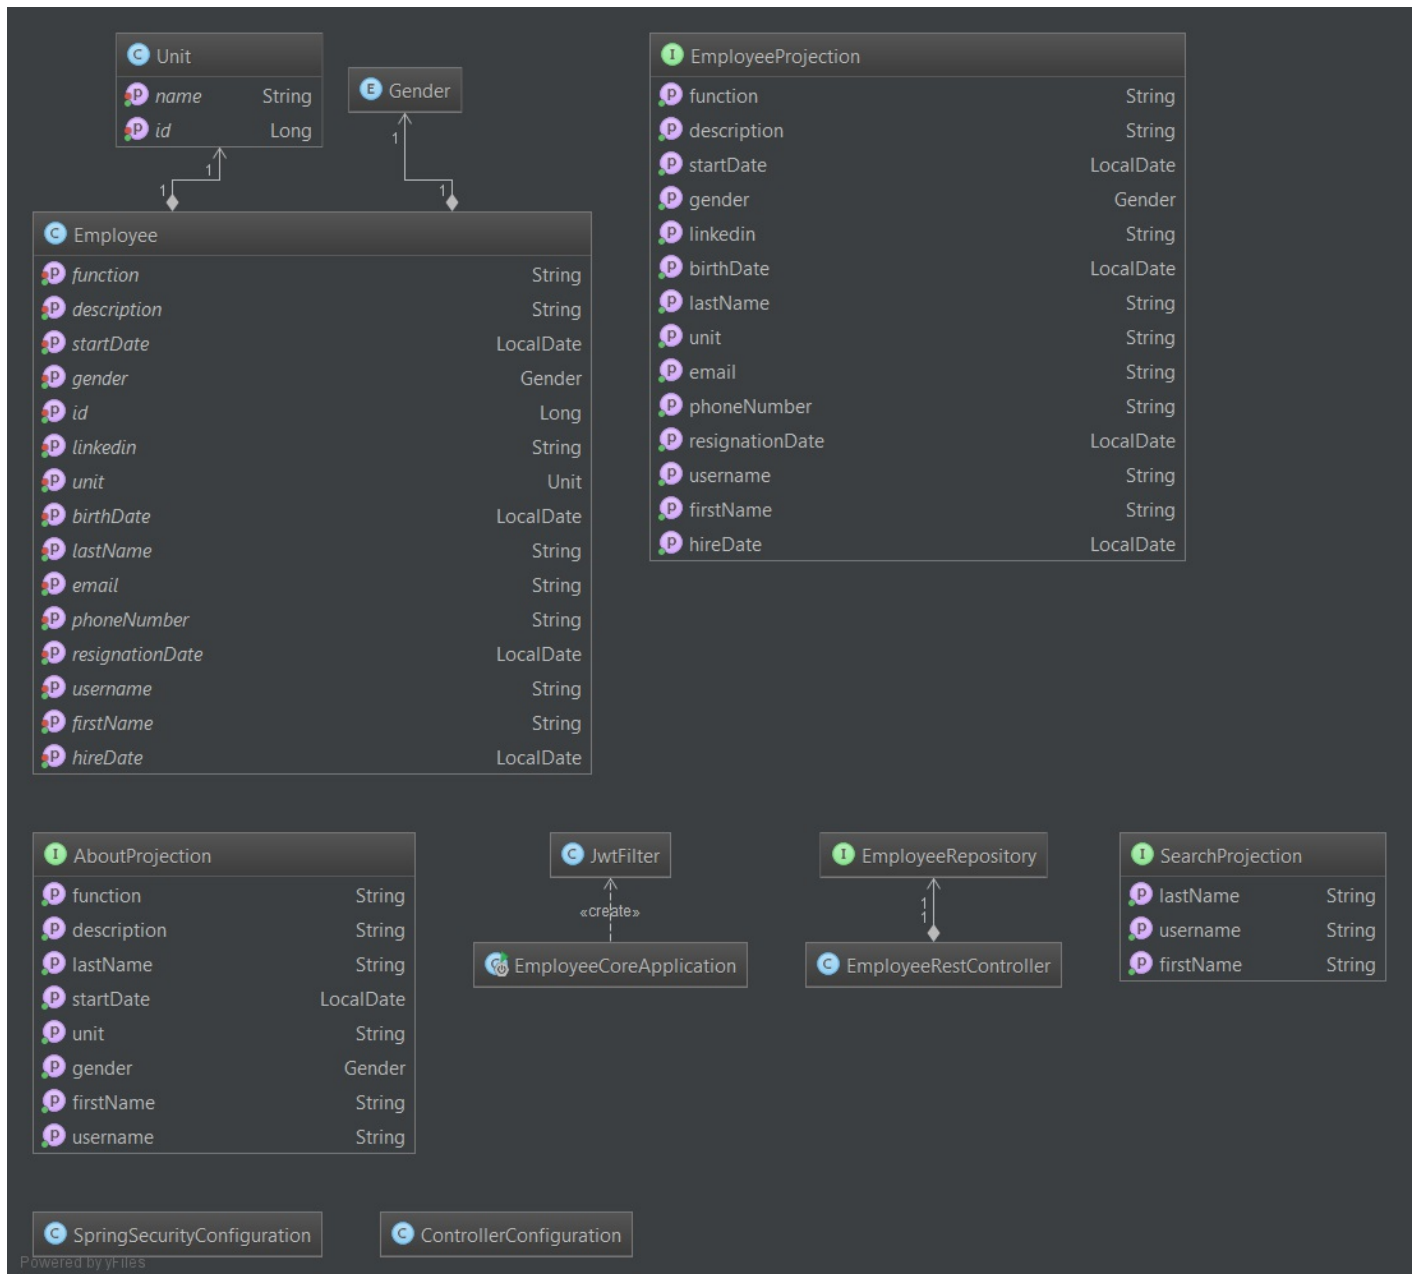 C Unit
P name String
P id Long
E Gender
1
1
1
1
C Employee
P function String
P description String
P startDate LocalDate
P gender Gender
P id Long
P linkedin String
P unit Unit
P birthDate LocalDate
P lastName String
P email String
P phoneNumber String
P resignationDate LocalDate
P username String
P firstName String
P hireDate LocalDate
I EmployeeProjection
P function String
P description String
P startDate LocalDate
P gender Gender
P linkedin String
P birthDate LocalDate
P lastName String
P unit String
P email String
P phoneNumber String
P resignationDate LocalDate
P username String
P firstName String
P hireDate LocalDate
I AboutProjection
P function String
P description String
P lastName String
P startDate LocalDate
P unit String
P gender Gender
P firstName String
P username String
C JwtFilter
«create»
C EmployeeCoreApplication
I EmployeeRepository
1
1
C EmployeeRestController
I SearchProjection
P lastName String
P username String
P firstName String
C SpringSecurityConfiguration
C ControllerConfiguration
Powered by yFiles